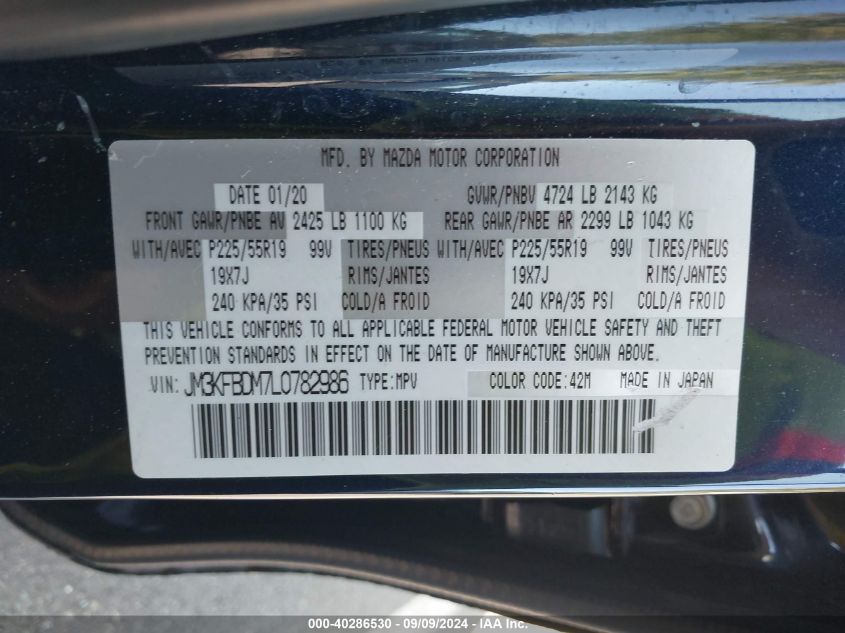 MFD. BY MAZDA MOTOR CORPORATION
DATE 01/20 GVWR/PNBV 4724 LB 2143 KG
FRONT GAWR/PNBE AV 2425 LB 1100 KG REAR GAWR/PNBE AR 2299 LB 1043 KG
WITH/AVEC P225/55R19 99V TIRES/PNEUS WITH/AVEC P225/55R19 99V TIRES/PNEUS
19X7J RIMS/JANTES 19X7J RIMS/JANTES
240 KPA/35 PSI COLD/A FROID 240 KPA/35 PSI COLD/A FROID
THIS VEHICLE CONFORMS TO ALL APPLICABLE FEDERAL MOTOR VEHICLE SAFETY AND THEFT
PREVENTION STANDARDS IN EFFECT ON THE DATE OF MANUFACTURE SHOWN ABOVE.
VIN: JM3KFBDM7L0782986 TYPE:MPV COLOR CODE:42M MADE IN JAPAN
000-40286530 - 09/09/2024 - IAA Inc.